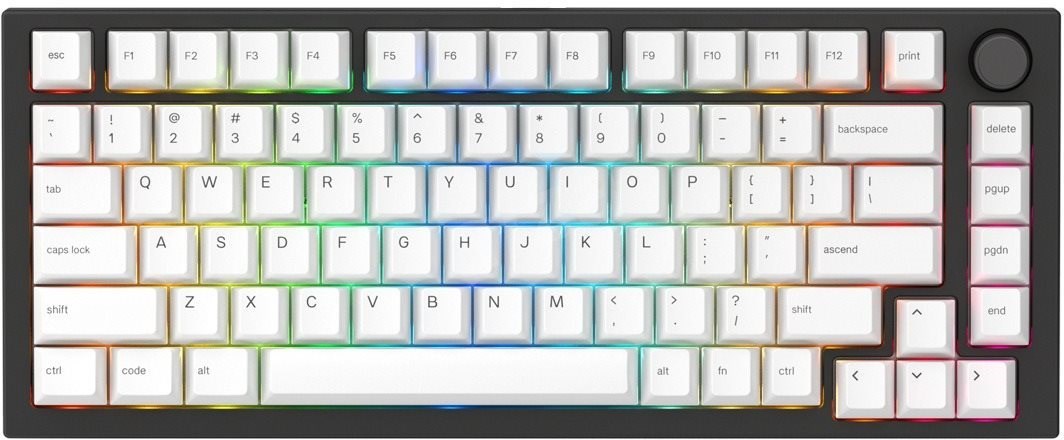 esc F1 F2 F3 F4 F5 F6 F7 F8 F9 F10 F11 F12 print
~ ! @ # $ % ^ & * ( ) _ +
` 1 2 3 4 5 6 7 8 9 0 - = backspace delete
tab Q W E R T Y U I O P { } | pgup
[ ] \
caps lock A S D F G H J K L : " ascend pgdn
; '
shift Z X C V B N M < > ? shift ^ end
, . /
ctrl code alt alt fn ctrl < ⌄ >